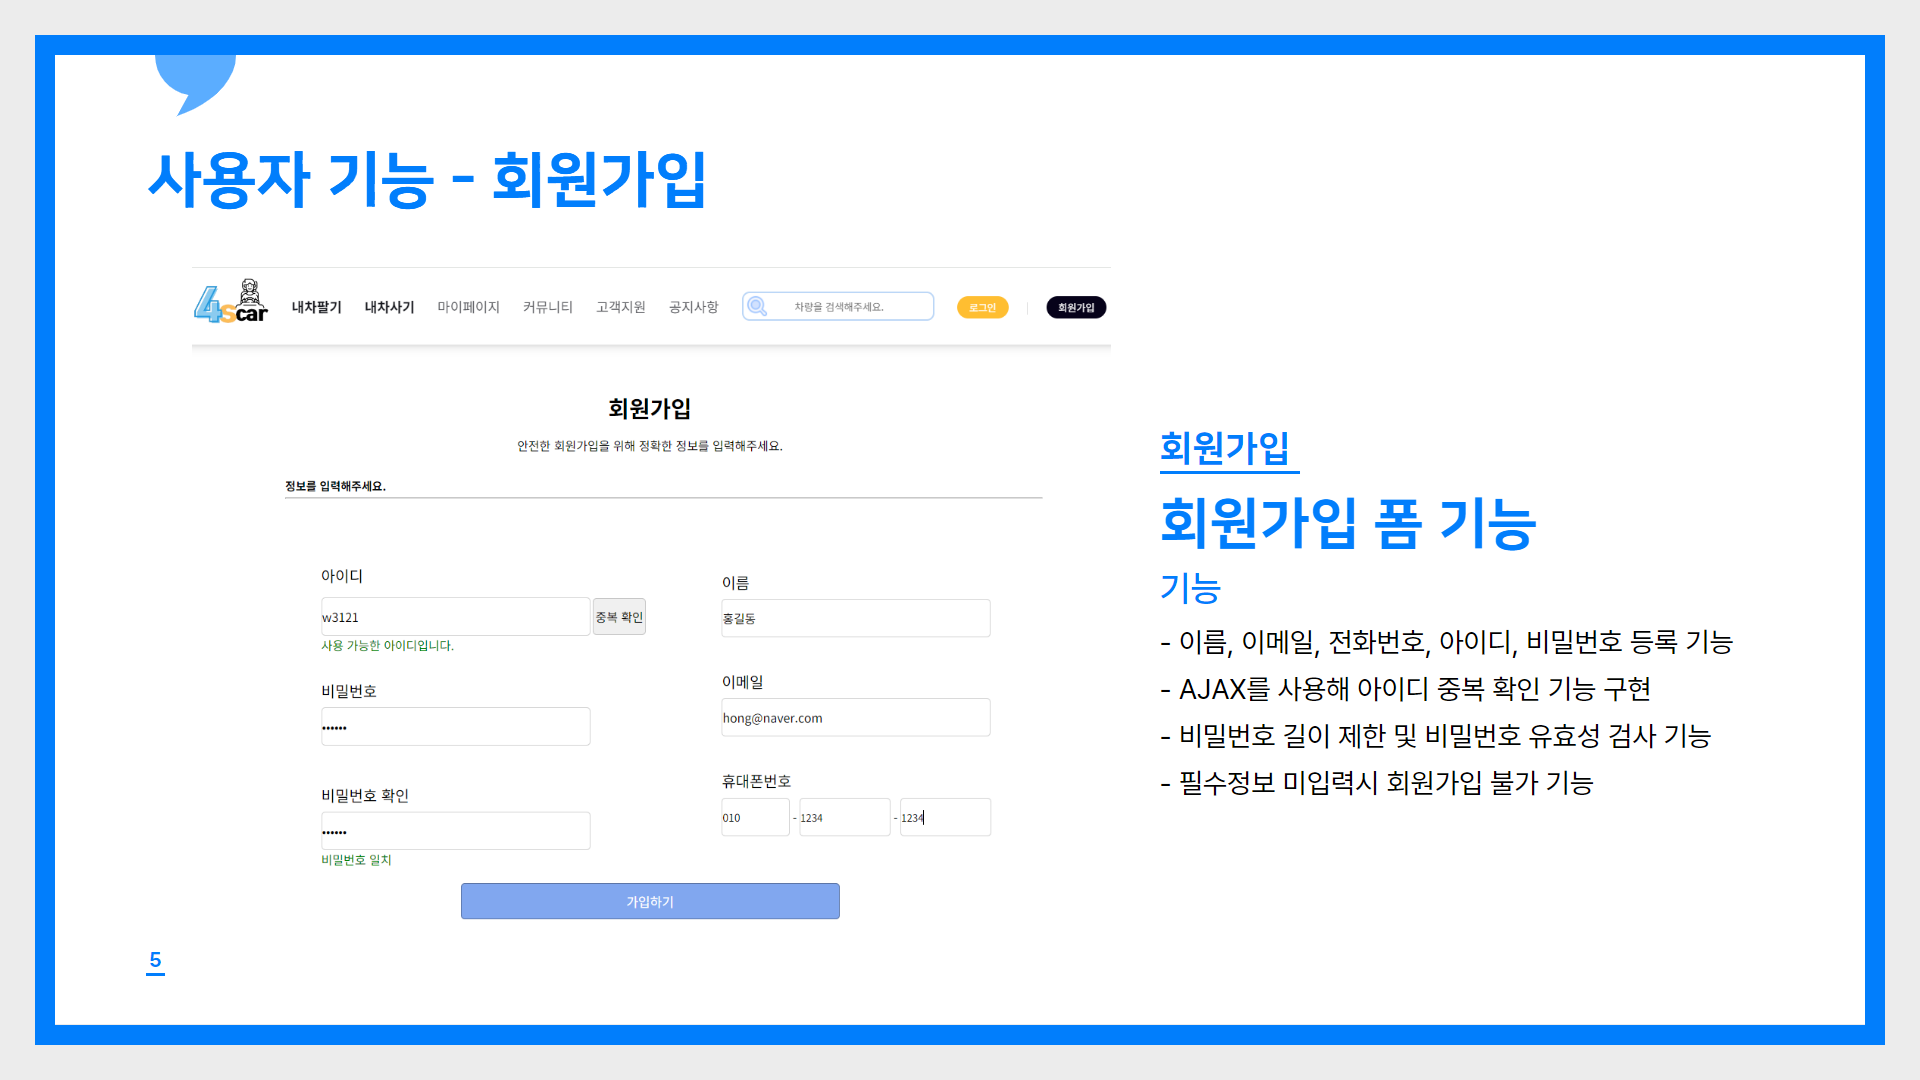 사용자 기능 - 회원가입
4scar
내차팔기 내차사기 마이페이지 커뮤니티 고객지원 공지사항 차량을 검색해주세요. 로그인 | 회원가입
회원가입
안전한 회원가입을 위해 정확한 정보를 입력해주세요.
정보를 입력해주세요.
아이디
w3121 중복 확인
사용 가능한 아이디입니다.
비밀번호
••••••
비밀번호 확인
••••••
비밀번호 일치
이름
홍길동
이메일
hong@naver.com
휴대폰번호
010 - 1234 - 1234
가입하기
회원가입
회원가입 폼 기능
기능
- 이름, 이메일, 전화번호, 아이디, 비밀번호 등록 기능
- AJAX를 사용해 아이디 중복 확인 기능 구현
- 비밀번호 길이 제한 및 비밀번호 유효성 검사 기능
- 필수정보 미입력시 회원가입 불가 기능
5